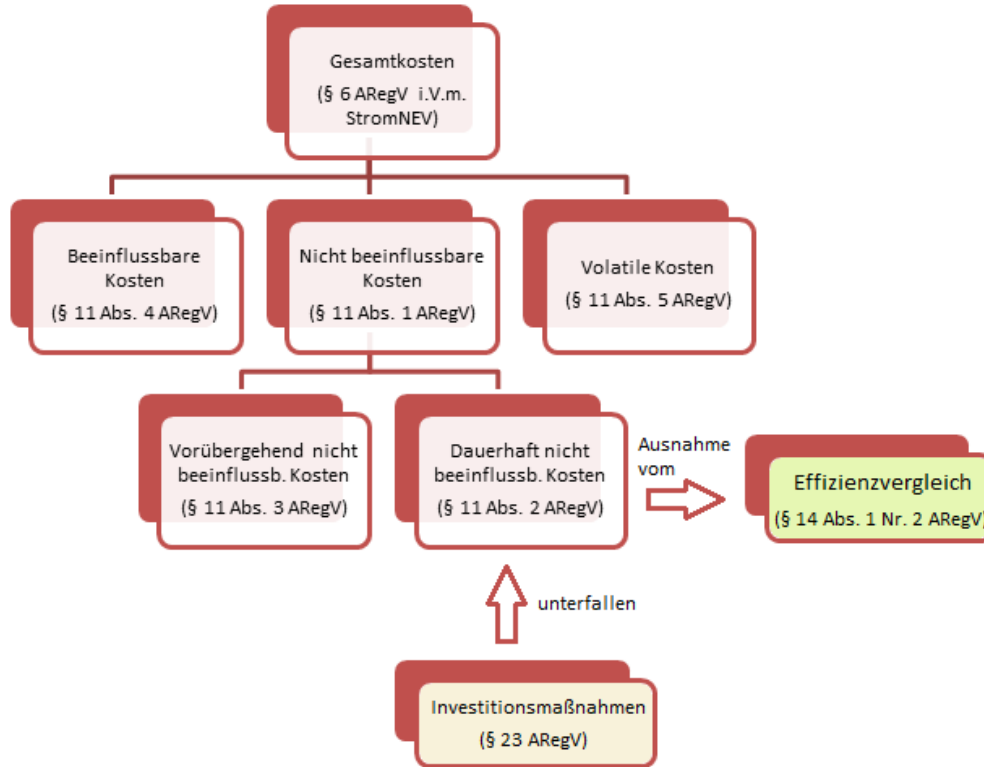 Gesamtkosten
(§ 6 ARegV i.V.m.
StromNEV)
Beeinflussbare
Kosten
(§ 11 Abs. 4 ARegV)
Nicht beeinflussbare
Kosten
(§ 11 Abs. 1 ARegV)
Volatile Kosten
(§ 11 Abs. 5 ARegV)
Vorübergehend nicht
beeinflussb. Kosten
(§ 11 Abs. 3 ARegV)
Dauerhaft nicht
beeinflussb. Kosten
(§ 11 Abs. 2 ARegV)
Ausnahme
vom
Effizienzvergleich
(§ 14 Abs. 1 Nr. 2 ARegV)
unterfallen
Investitionsmaßnahmen
(§ 23 ARegV)